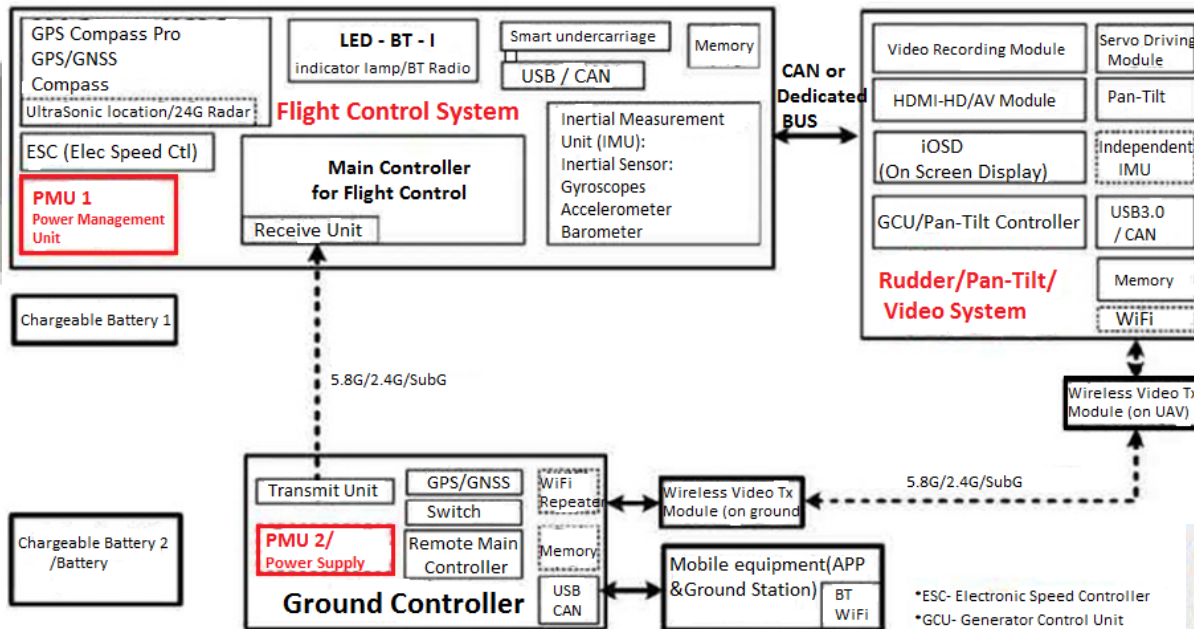 GPS Compass Pro
GPS/GNSS
Compass
UltraSonic location/24G Radar
LED - BT - I
indicator lamp/BT Radio
Smart undercarriage
USB / CAN
Memory
Flight Control System
ESC (Elec Speed Ctl)
PMU 1
Power Management
Unit
Main Controller
for Flight Control
Receive Unit
Inertial Measurement
Unit (IMU):
Inertial Sensor:
Gyroscopes
Accelerometer
Barometer
CAN or
Dedicated
BUS
Video Recording Module
Servo Driving
Module
HDMI-HD/AV Module
Pan-Tilt
iOSD
(On Screen Display)
Independent
IMU
GCU/Pan-Tilt Controller
USB3.0
/ CAN
Rudder/Pan-Tilt/
Video System
Memory
WiFi
Chargeable Battery 1
5.8G/2.4G/SubG
Wireless Video Tx
Module (on UAV)
5.8G/2.4G/SubG
Transmit Unit
GPS/GNSS
Switch
Remote Main
Controller
WiFi
Repeater
Memory
USB
CAN
PMU 2/
Power Supply
Ground Controller
Wireless Video Tx
Module (on ground
Mobile equipment(APP
&Ground Station)
BT
WiFi
Chargeable Battery 2
/Battery
*ESC- Electronic Speed Controller
*GCU- Generator Control Unit